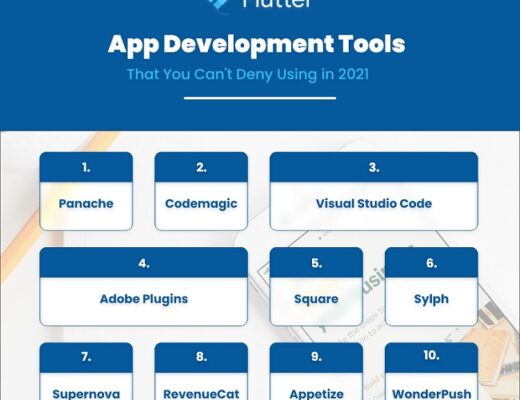 Flutter
App Development Tools
That You Can't Deny Using in 2021
1. 2. 3.
Panache Codemagic Visual Studio Code
4. 5. 6.
Adobe Plugins Square Sylph
7. 8. 9. 10.
Supernova RevenueCat Appetize WonderPush